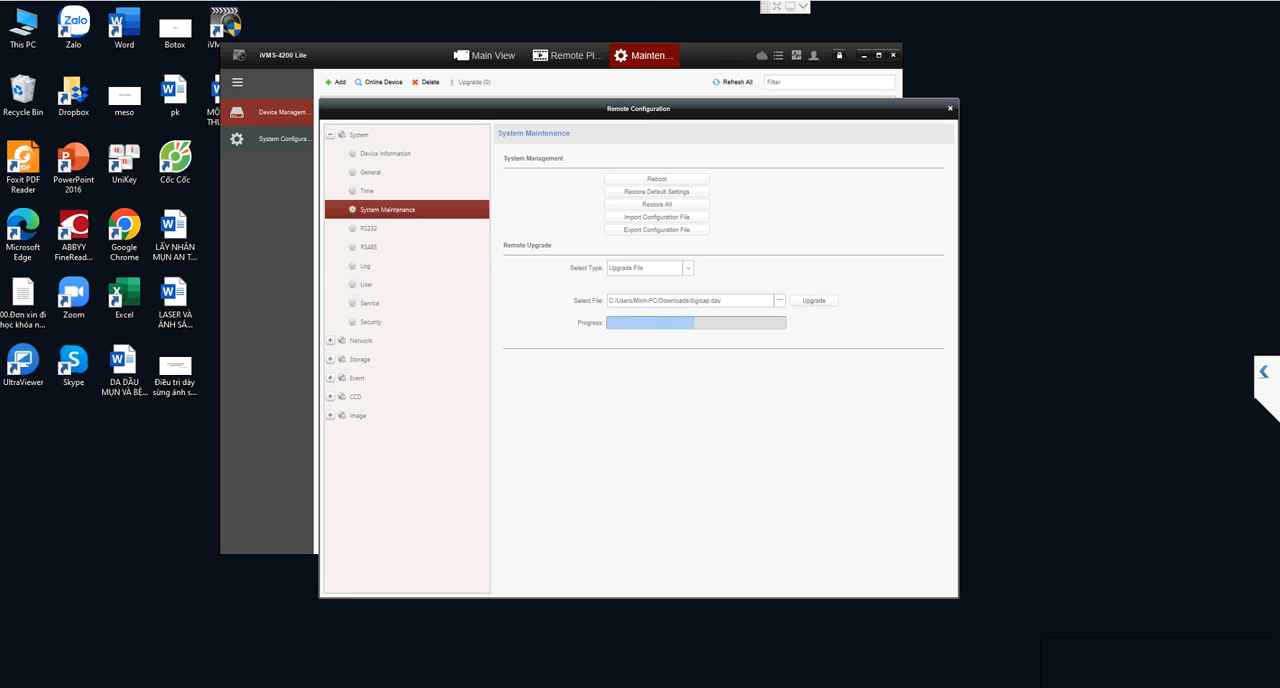 This PC
Zalo
Word
Botox
Recycle Bin
Dropbox
meso
pk
Foxit PDF
Reader
PowerPoint
2016
UniKey
Cốc Cốc
Microsoft
Edge
ABBYY
FineRead...
Google
Chrome
LẤY NHÂN
MỤN AN T...
00.Đơn xin đi
học khóa n...
Zoom
Excel
LASER VÀ
ÁNH SÁ...
UltraViewer
Skype
DA DẦU
MỤN VÀ BỆ...
Điều trị dày
sừng ánh s...
iVMS-4200 Lite
Main View
Remote Pl...
Mainten...
Add
Online Device
Delete
Upgrade (0)
Refresh All
Filter
Device Managem...
System Configura...
Remote Configuration
System
Device Information
General
Time
System Maintenance
RS232
RS485
Log
User
Service
Security
Network
Storage
Event
CCD
Image
System Maintenance
System Management
Reboot
Restore Default Settings
Restore All
Import Configuration File
Export Configuration File
Remote Upgrade
Select Type: Upgrade File
Select File: C:/Users/Minh-PC/Downloads/digicap.dav ... Upgrade
Progress: